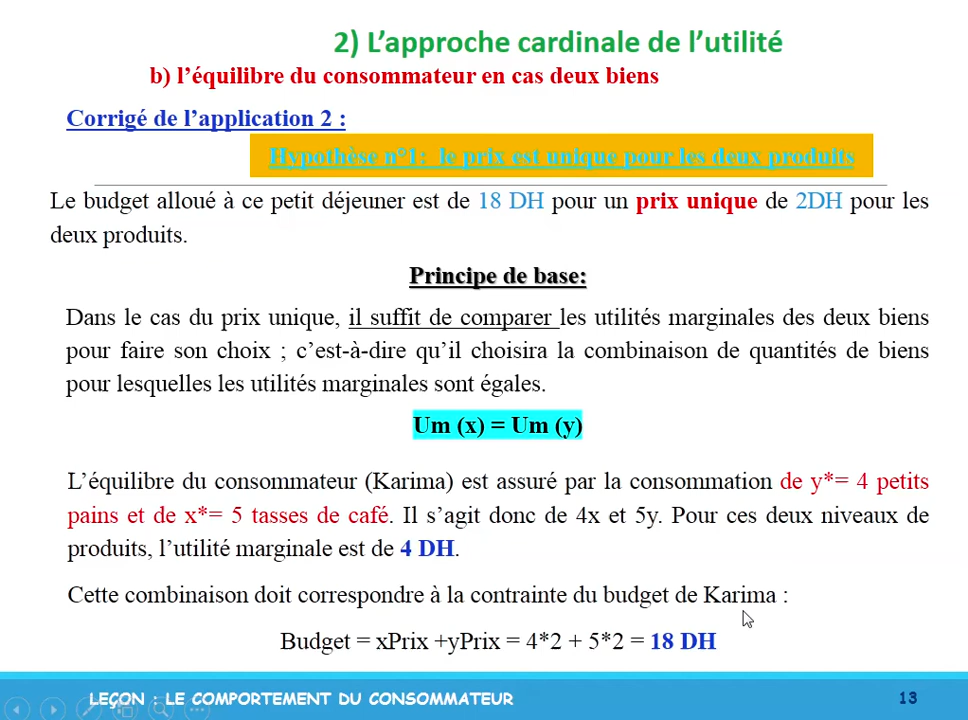 2) L’approche cardinale de l’utilité
b) l’équilibre du consommateur en cas deux biens
Corrigé de l’application 2 :
Hypothèse n°1: le prix est unique pour les deux produits
Le budget alloué à ce petit déjeuner est de 18 DH pour un prix unique de 2DH pour les
deux produits.
Principe de base:
Dans le cas du prix unique, il suffit de comparer les utilités marginales des deux biens
pour faire son choix ; c’est-à-dire qu’il choisira la combinaison de quantités de biens
pour lesquelles les utilités marginales sont égales.
Um (x) = Um (y)
L’équilibre du consommateur (Karima) est assuré par la consommation de y*= 4 petits
pains et de x*= 5 tasses de café. Il s’agit donc de 4x et 5y. Pour ces deux niveaux de
produits, l’utilité marginale est de 4 DH.
Cette combinaison doit correspondre à la contrainte du budget de Karima :
Budget = xPrix +yPrix = 4*2 + 5*2 = 18 DH
LEÇON : LE COMPORTEMENT DU CONSOMMATEUR
13